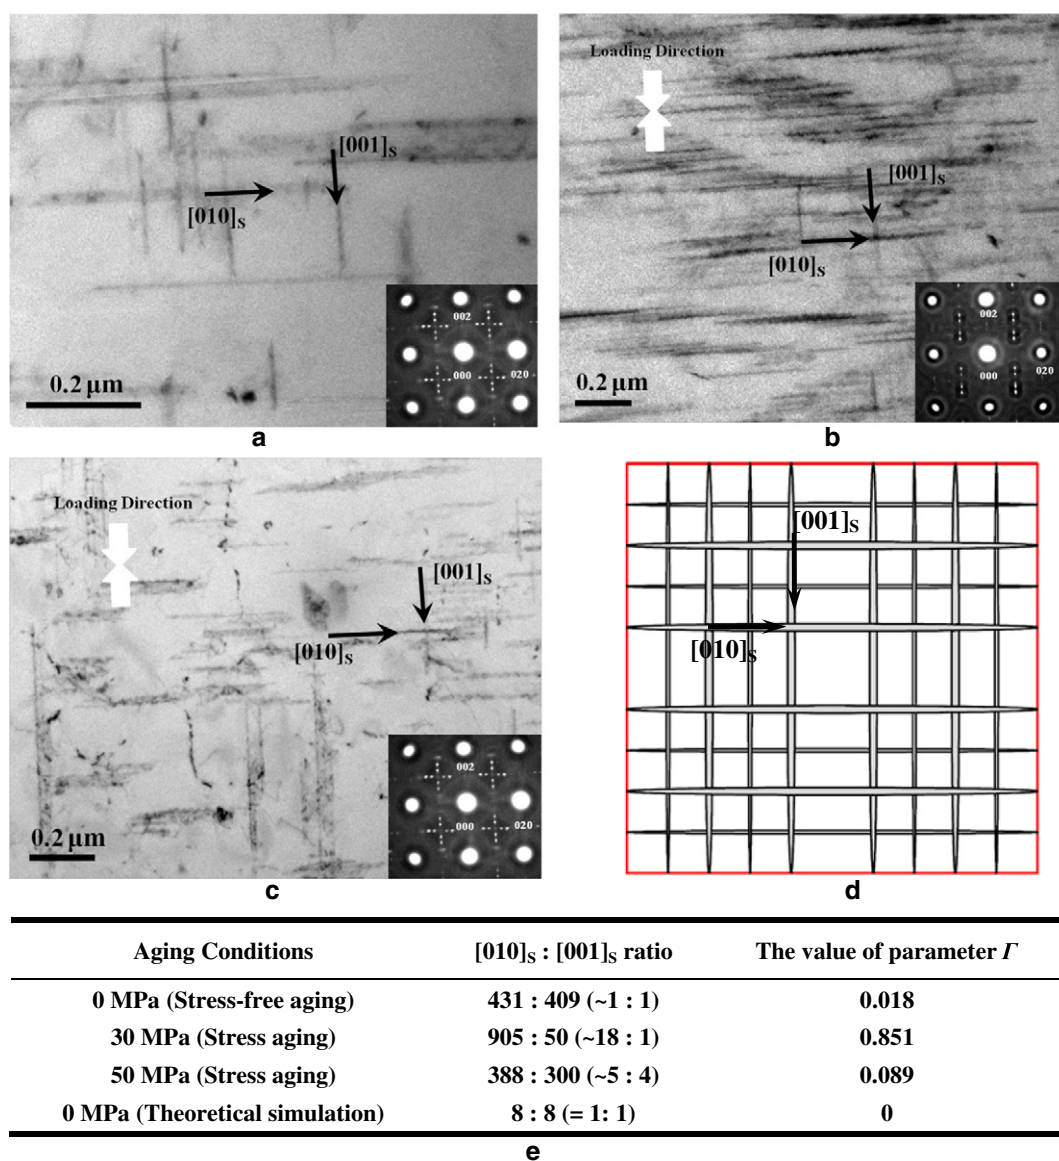 [001]s
[010]s
0.2 μm
002
000
020
a
Loading Direction
[001]s
[010]s
0.2 μm
002
000
020
b
Loading Direction
[001]s
[010]s
0.2 μm
002
000
020
c
[001]s
[010]s
d
Aging Conditions [010]s : [001]s ratio The value of parameter Γ
0 MPa (Stress-free aging) 431 : 409 (~1 : 1) 0.018
30 MPa (Stress aging) 905 : 50 (~18 : 1) 0.851
50 MPa (Stress aging) 388 : 300 (~5 : 4) 0.089
0 MPa (Theoretical simulation) 8 : 8 (= 1: 1) 0
e